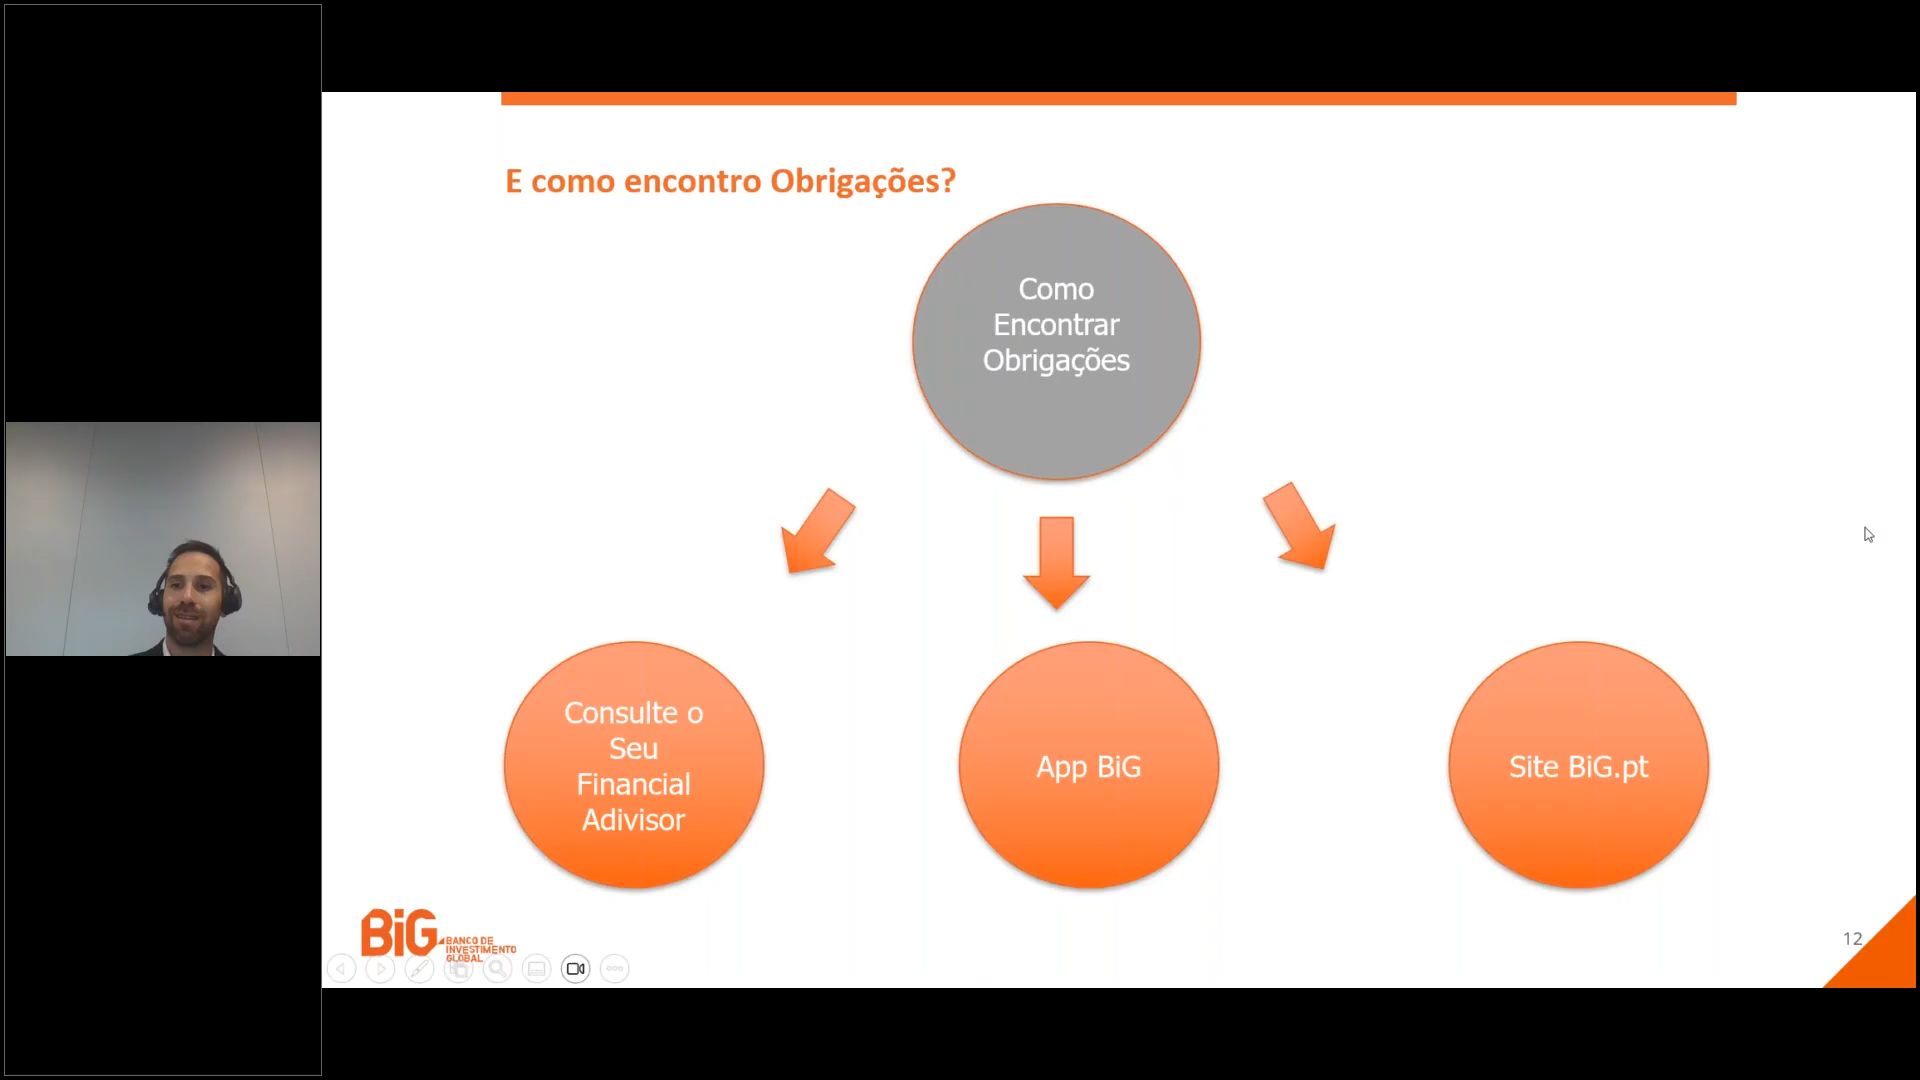 E como encontro Obrigações?
Como
Encontrar
Obrigações
Consulte o
Seu
Financial
Adivisor
App BiG
Site BiG.pt
BiG
BANCO DE
INVESTIMENTO
GLOBAL
12